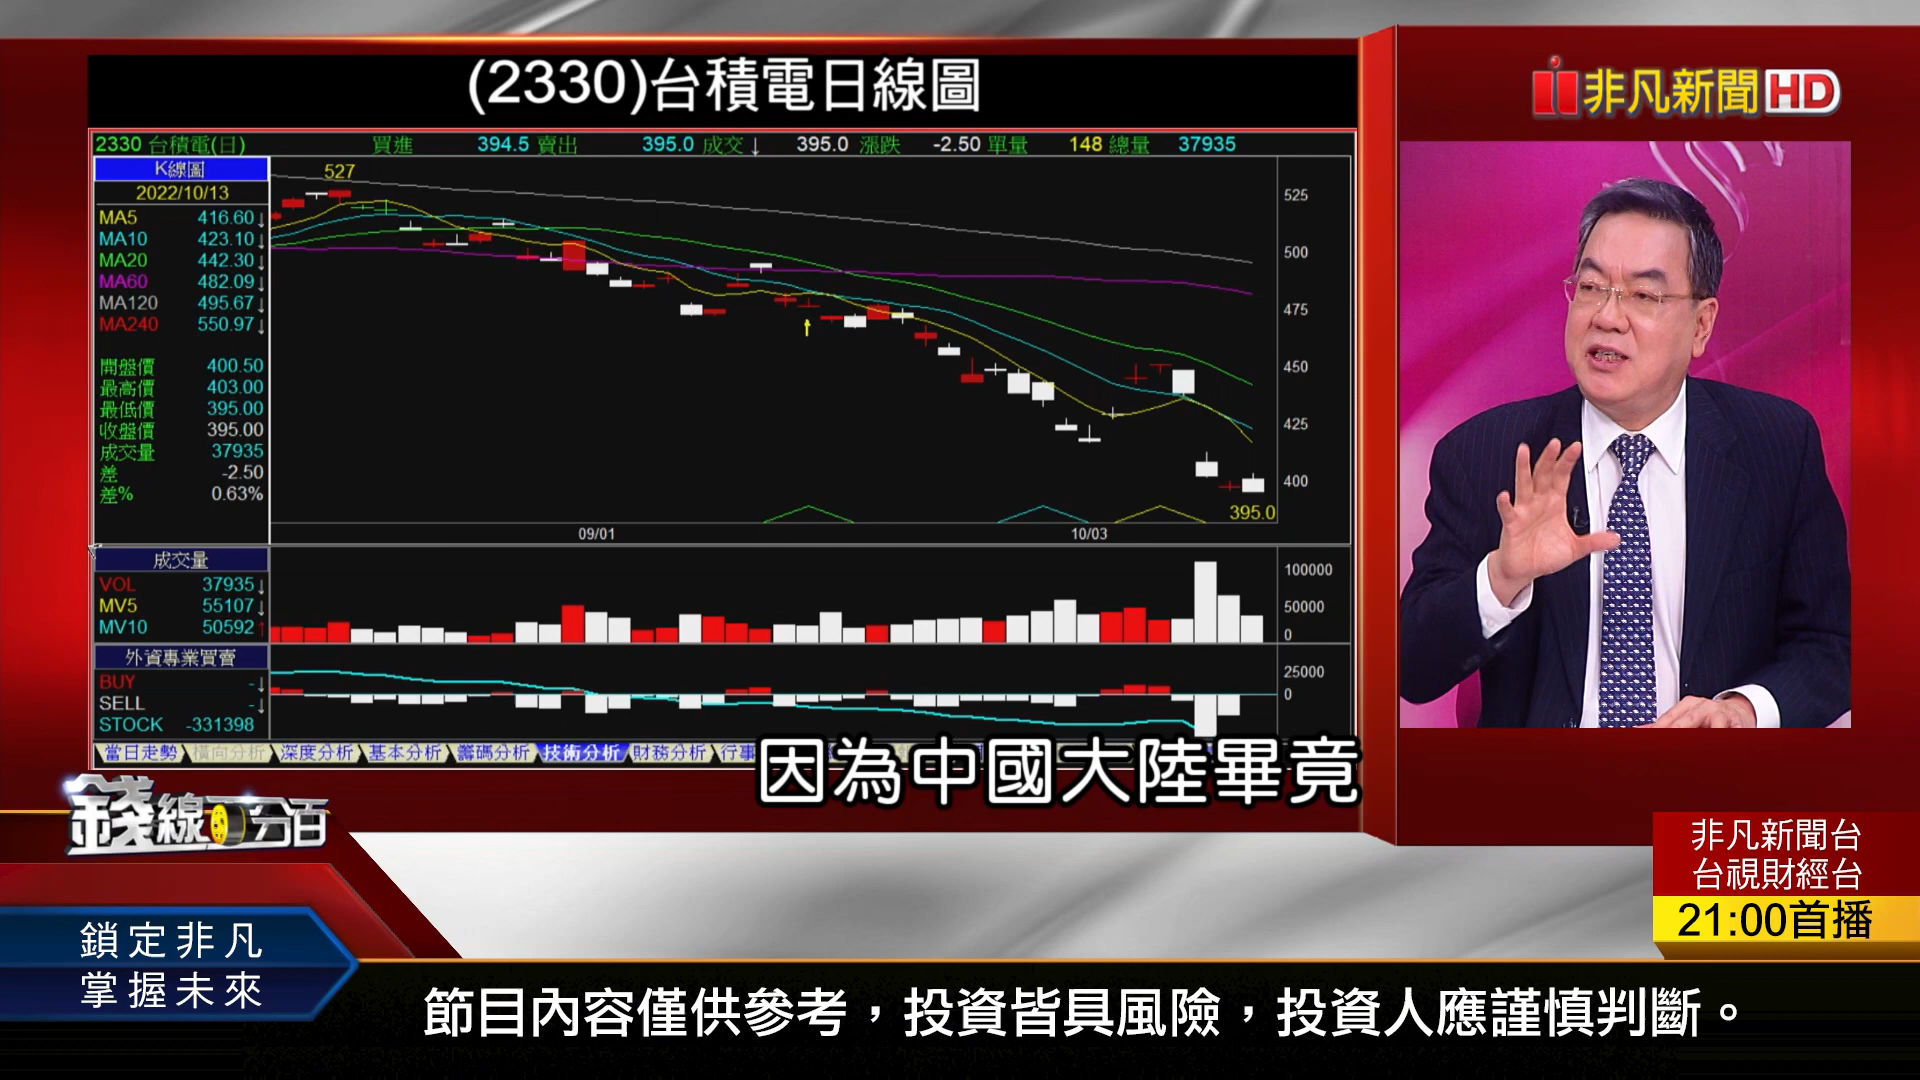 (2330)台積電日線圖
非凡新聞HD
2330 台積電(日) 買進 394.5 賣出 395.0 成交↓ 395.0 漲跌 -2.50 單量 148 總量 37935
K線圖
2022/10/13
MA5 416.60↓
MA10 423.10↓
MA20 442.30↓
MA60 482.09↓
MA120 495.67↓
MA240 550.97↓
開盤價 400.50
最高價 403.00
最低價 395.00
收盤價 395.00
成交量 37935
差 -2.50
差% 0.63%
527
525
500
475
450
425
400
395.0
09/01 10/03
成交量
VOL 37935↓
MV5 55107↓
MV10 50592↑
100000
50000
0
外資專業買賣
BUY -↓
SELL -↓
STOCK -331398
25000
0
當日走勢 橫向分析 深度分析 基本分析 籌碼分析 技術分析 財務分析 行事
因為中國大陸畢竟
錢線百分百
非凡新聞台
台視財經台
21:00首播
鎖定非凡
掌握未來
節目內容僅供參考，投資皆具風險，投資人應謹慎判斷。